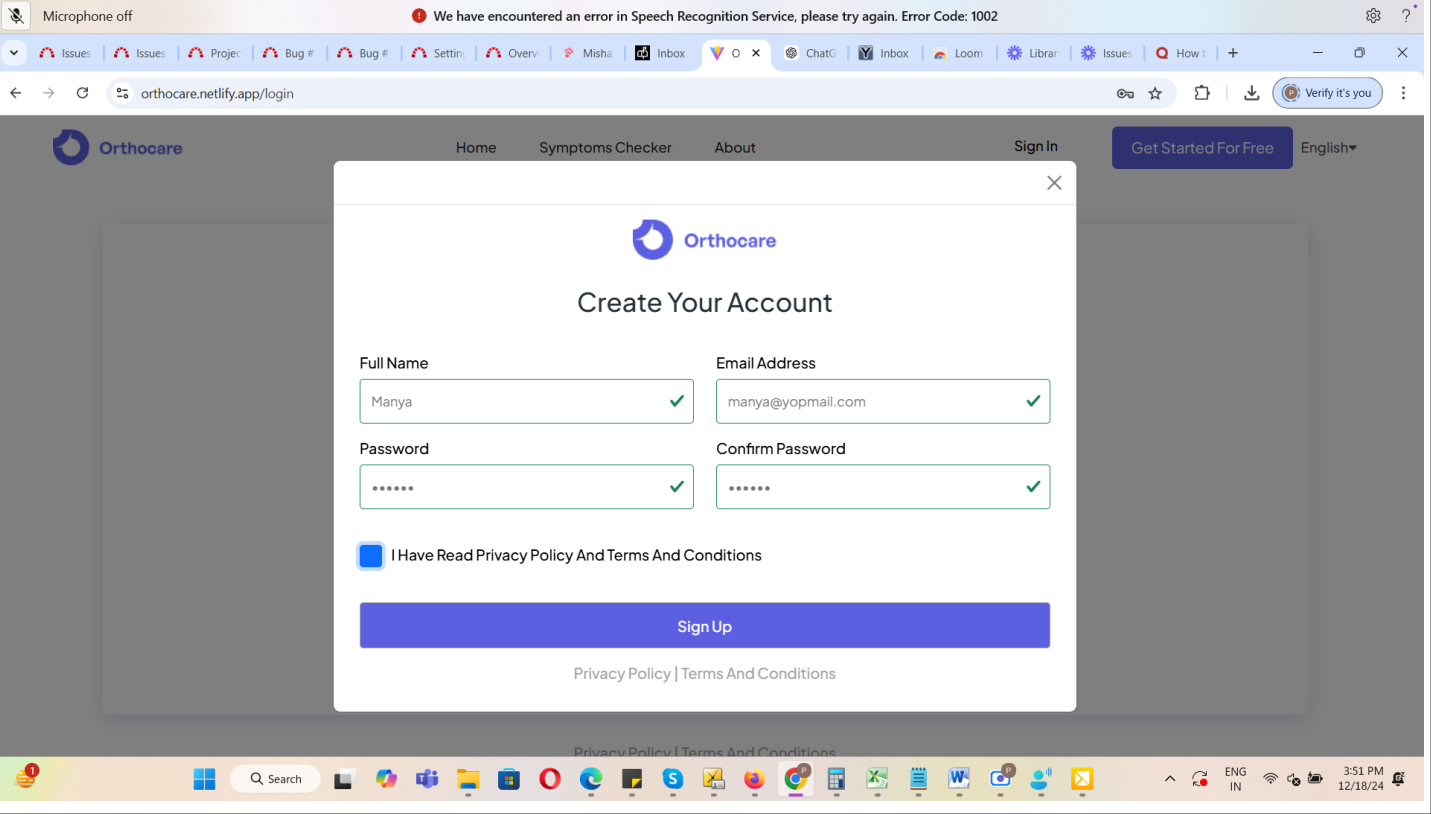 Microphone off
We have encountered an error in Speech Recognition Service, please try again. Error Code: 1002
?
Issues Issues Projec Bug # Bug # Settin Overvi Misha Inbox O ChatG Inbox Loom Librar Issues How t
orthocare.netlify.app/login
P Verify it's you
Orthocare Home Symptoms Checker About Sign In Get Started For Free English
Orthocare
Create Your Account
Full Name Email Address
Manya manya@yopmail.com
Password Confirm Password
•••••• ••••••
I Have Read Privacy Policy And Terms And Conditions
Sign Up
Privacy Policy | Terms And Conditions
Privacy Policy | Terms And Conditions
1 Search ENG 3:51 PM
IN 12/18/24